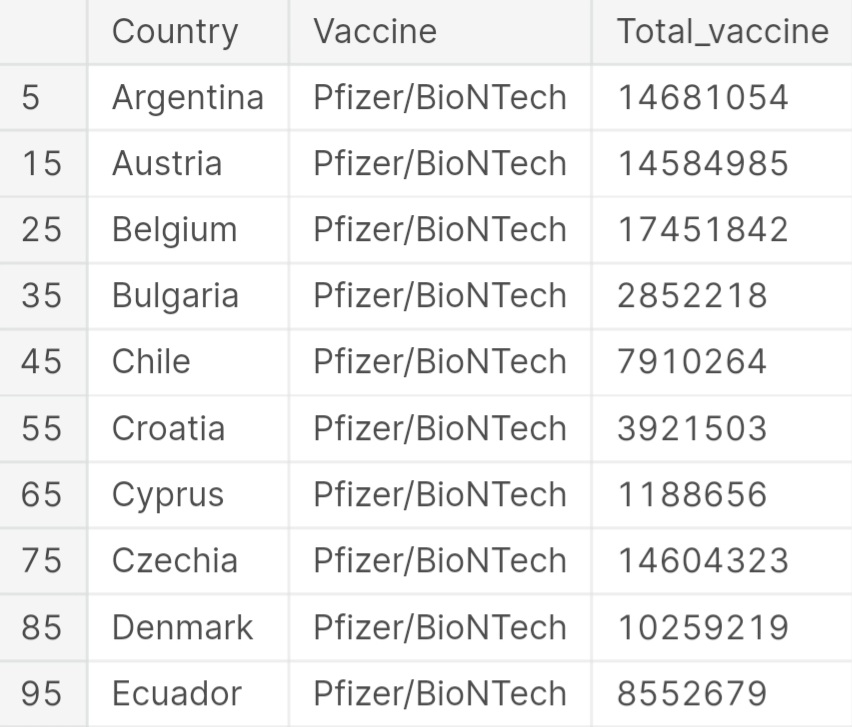 Country Vaccine Total_vaccine
5 Argentina Pfizer/BioNTech 14681054
15 Austria Pfizer/BioNTech 14584985
25 Belgium Pfizer/BioNTech 17451842
35 Bulgaria Pfizer/BioNTech 2852218
45 Chile Pfizer/BioNTech 7910264
55 Croatia Pfizer/BioNTech 3921503
65 Cyprus Pfizer/BioNTech 1188656
75 Czechia Pfizer/BioNTech 14604323
85 Denmark Pfizer/BioNTech 10259219
95 Ecuador Pfizer/BioNTech 8552679